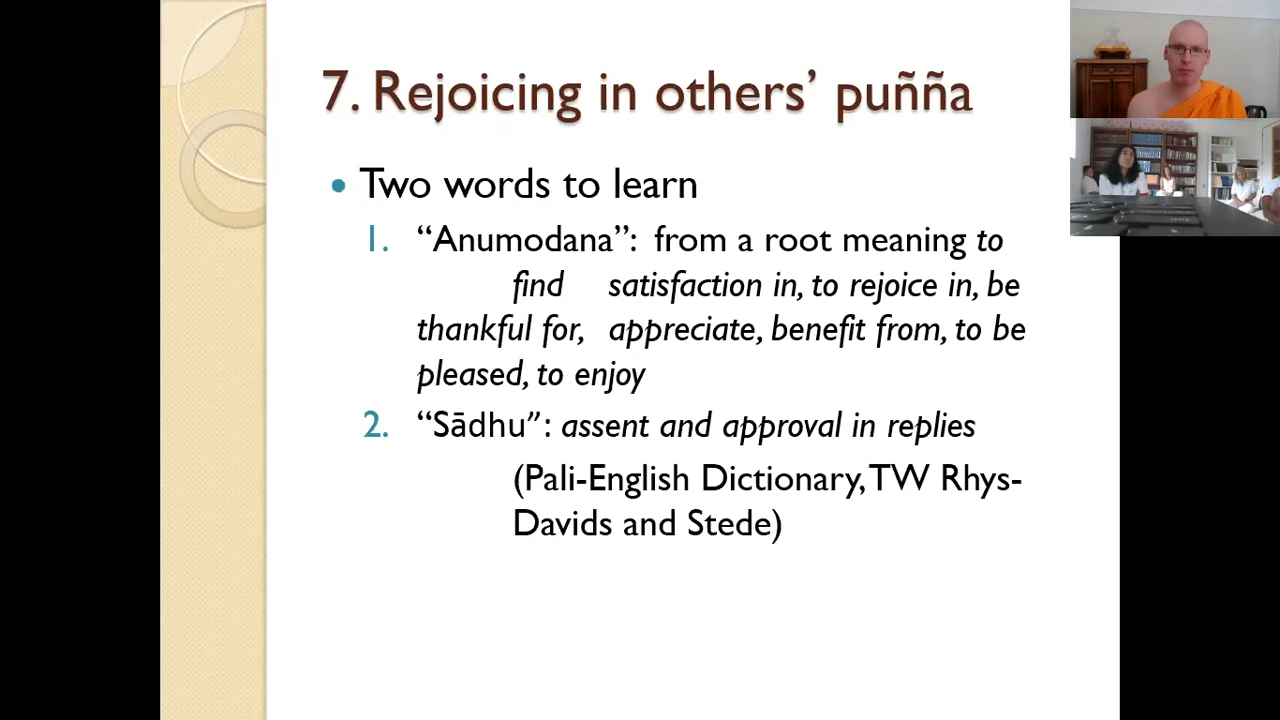 7. Rejoicing in others’ puñña
• Two words to learn
1. “Anumodana”: from a root meaning to
find satisfaction in, to rejoice in, be
thankful for, appreciate, benefit from, to be
pleased, to enjoy
2. “Sādhu”: assent and approval in replies
(Pali-English Dictionary, TW Rhys-
Davids and Stede)